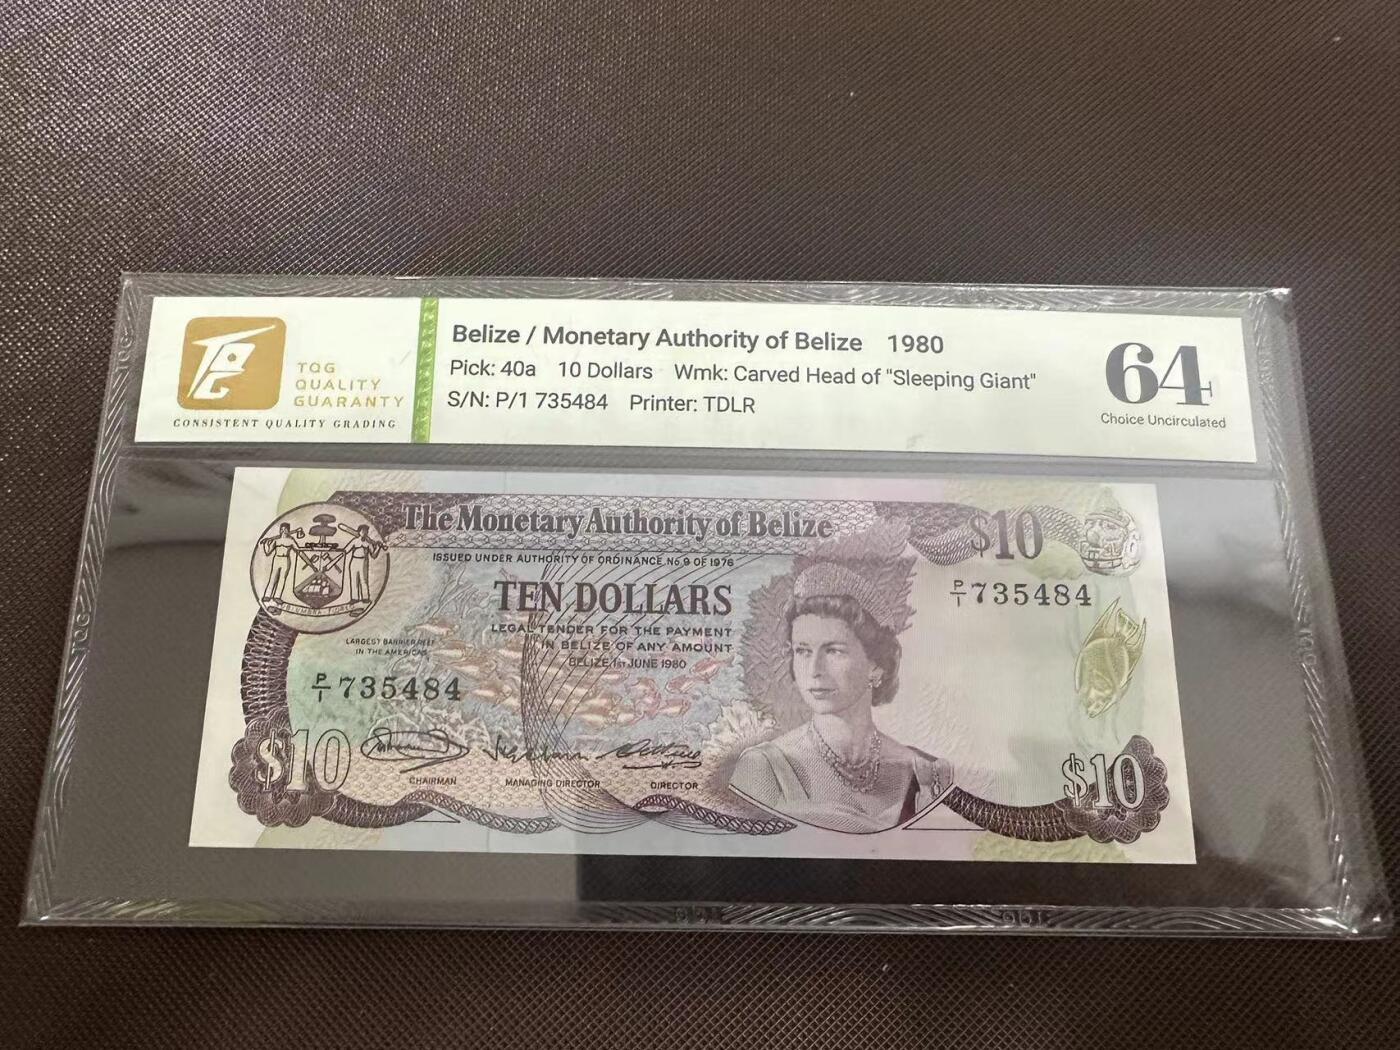 TQG
QUALITY
GUARANTY
CONSISTENT QUALITY GRADING
Belize / Monetary Authority of Belize 1980
Pick: 40a 10 Dollars Wmk: Carved Head of "Sleeping Giant"
S/N: P/1 735484 Printer: TDLR
64
Choice Uncirculated
The Monetary Authority of Belize
$10
ISSUED UNDER AUTHORITY OF ORDINANCE No 9 OF 1976
P/1 735484
TEN DOLLARS
LEGAL TENDER FOR THE PAYMENT
IN BELIZE OF ANY AMOUNT
BELIZE 1ST JUNE 1980
LARGEST BARRIER REEF
IN THE AMERICAS
P/1 735484
$10
CHAIRMAN
MANAGING DIRECTOR
DIRECTOR
$10